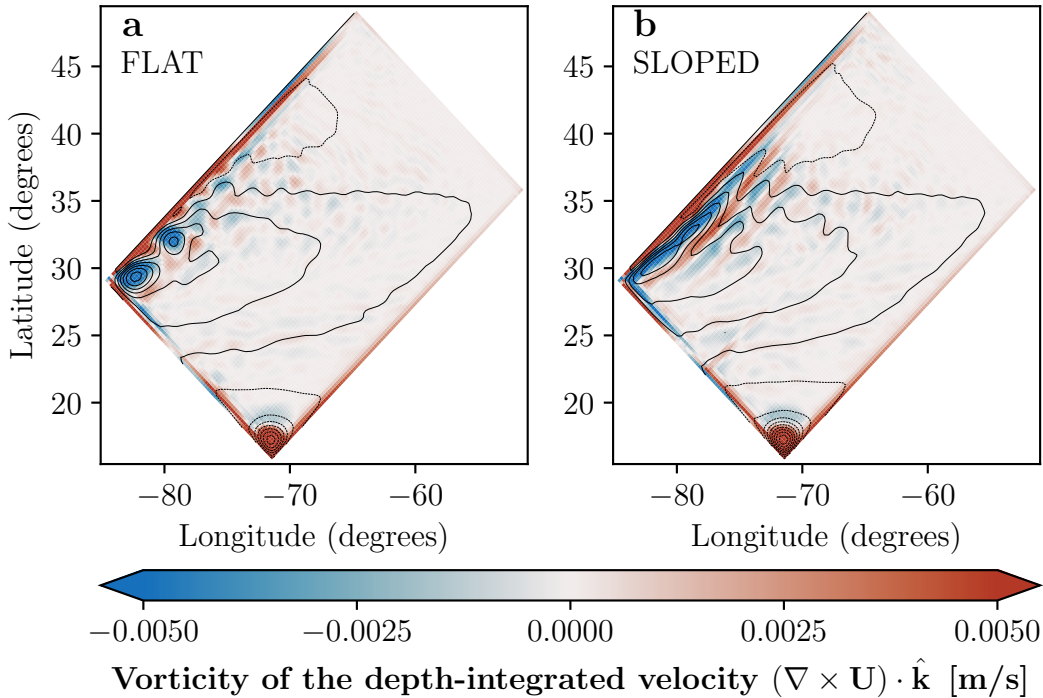 a
FLAT
b
SLOPED
Latitude (degrees)
45
40
35
30
25
20
45
40
35
30
25
20
−80
−70
−60
−80
−70
−60
Longitude (degrees)
Longitude (degrees)
−0.0050
−0.0025
0.0000
0.0025
0.0050
Vorticity of the depth-integrated velocity (∇ × U) · k̂ [m/s]